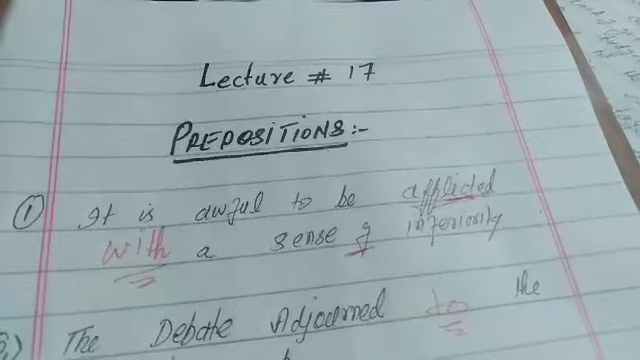 Lecture # 17
PREPOSITIONS:-
① It is awful to be afflicted
with a sense of inferiority
The Debate Adjourned to the